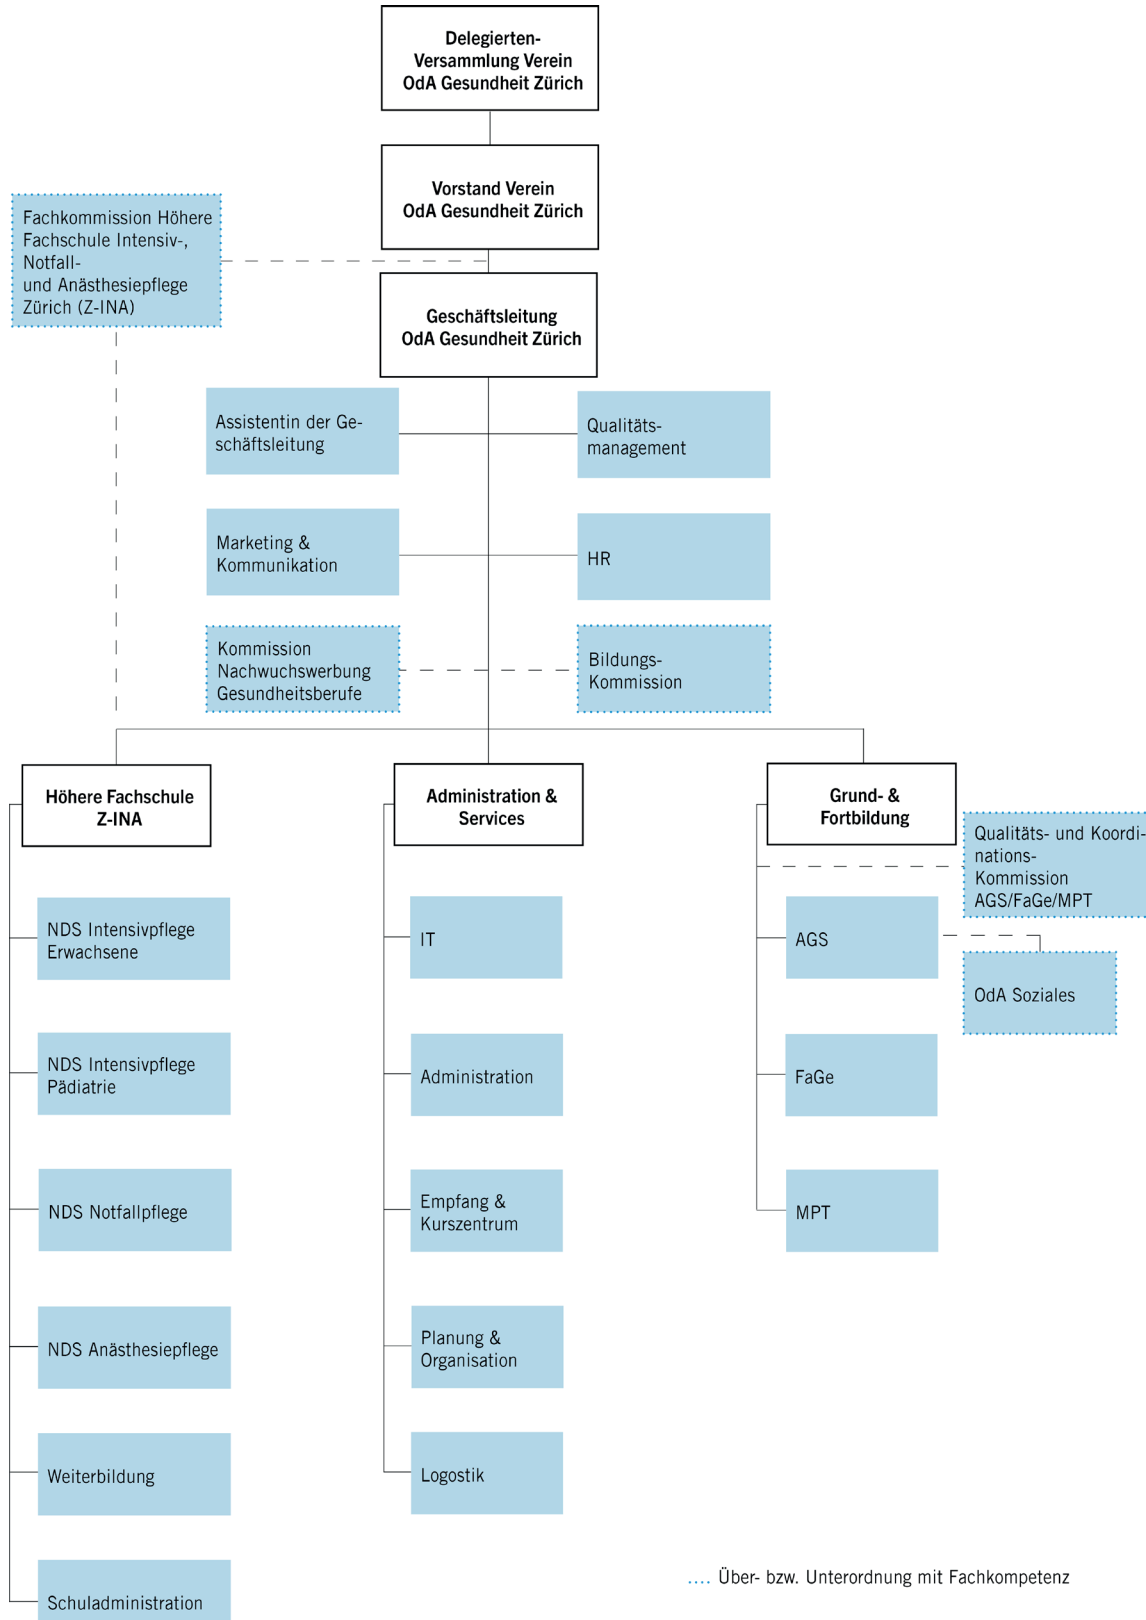 Delegierten-
Versammlung Verein
OdA Gesundheit Zürich
Vorstand Verein
OdA Gesundheit Zürich
Fachkommission Höhere
Fachschule Intensiv-,
Notfall-
und Anästhesiepflege
Zürich (Z-INA)
Geschäftsleitung
OdA Gesundheit Zürich
Assistentin der Ge-
schäftsleitung
Qualitäts-
management
Marketing &
Kommunikation
HR
Kommission
Nachwuchswerbung
Gesundheitsberufe
Bildungs-
Kommission
Höhere Fachschule
Z-INA
NDS Intensivpflege
Erwachsene
NDS Intensivpflege
Pädiatrie
NDS Notfallpflege
NDS Anästhesiepflege
Weiterbildung
Schuladministration
Administration &
Services
IT
Administration
Empfang &
Kurszentrum
Planung &
Organisation
Logostik
Grund- &
Fortbildung
Qualitäts- und Koordi-
nations-
Kommission
AGS/FaGe/MPT
AGS
OdA Soziales
FaGe
MPT
.... Über- bzw. Unterordnung mit Fachkompetenz